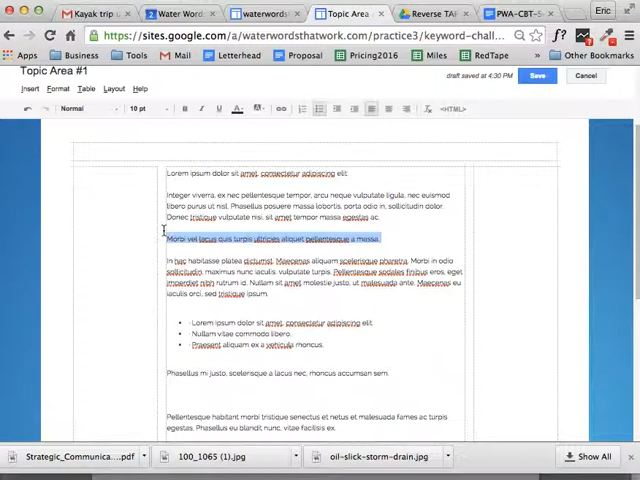 Kayak trip u
Water Word
waterwordst
Topic Area
Reverse TAP
PWA-CBT-S
Eric
https://sites.google.com/a/waterwordsthatwork.com/practice3/keyword-chall...
Apps
Business
Mail
Letterhead
Proposal
Pricing2016
Miles
RedTape
Other Bookmarks
Topic Area #1
draft saved at 4:30 PM
Save
Cancel
Insert Format Table Layout Help
Normal
10 pt
B I U A A
<HTML>
Lorem ipsum dolor sit amet, consectetur adipiscing elit.
Integer viverra, ex nec pellentesque tempor, arcu neque vulputate ligula, nec euismod
libero purus ut nisl. Phasellus posuere massa lobortis, porta odio in, sollicitudin dolor.
Donec tristique vulputate nisi, sit amet tempor massa egestas ac.
Morbi vel lacus quis turpis ultricies aliquet pellentesque a massa.
In hac habitasse platea dictumst. Maecenas aliquam scelerisque pharetra. Morbi in odio
sollicitudin, maximus nunc iaculis, vulputate turpis. Pellentesque sodales finibus eros, eget
imperdiet nibh rutrum id. Nullam sit amet molestie justo, ut malesuada ante. Maecenas
iaculis orci, sed tristique ipsum.
• · Lorem ipsum dolor sit amet, consectetur adipiscing elit.
• · Nullam vitae commodo libero.
• · Praesent aliquam ex a vehicula rhoncus.
Phasellus mi justo, scelerisque a lacus nec, rhoncus accumsan sem.
Pellentesque habitant morbi tristique senectus et netus et malesuada fames ac turpis
egestas. Phasellus eu blandit nunc, vitae facilisis ex.
Strategic_Communica....pdf
100_1065 (1).jpg
oil-slick-storm-drain.jpg
Show All